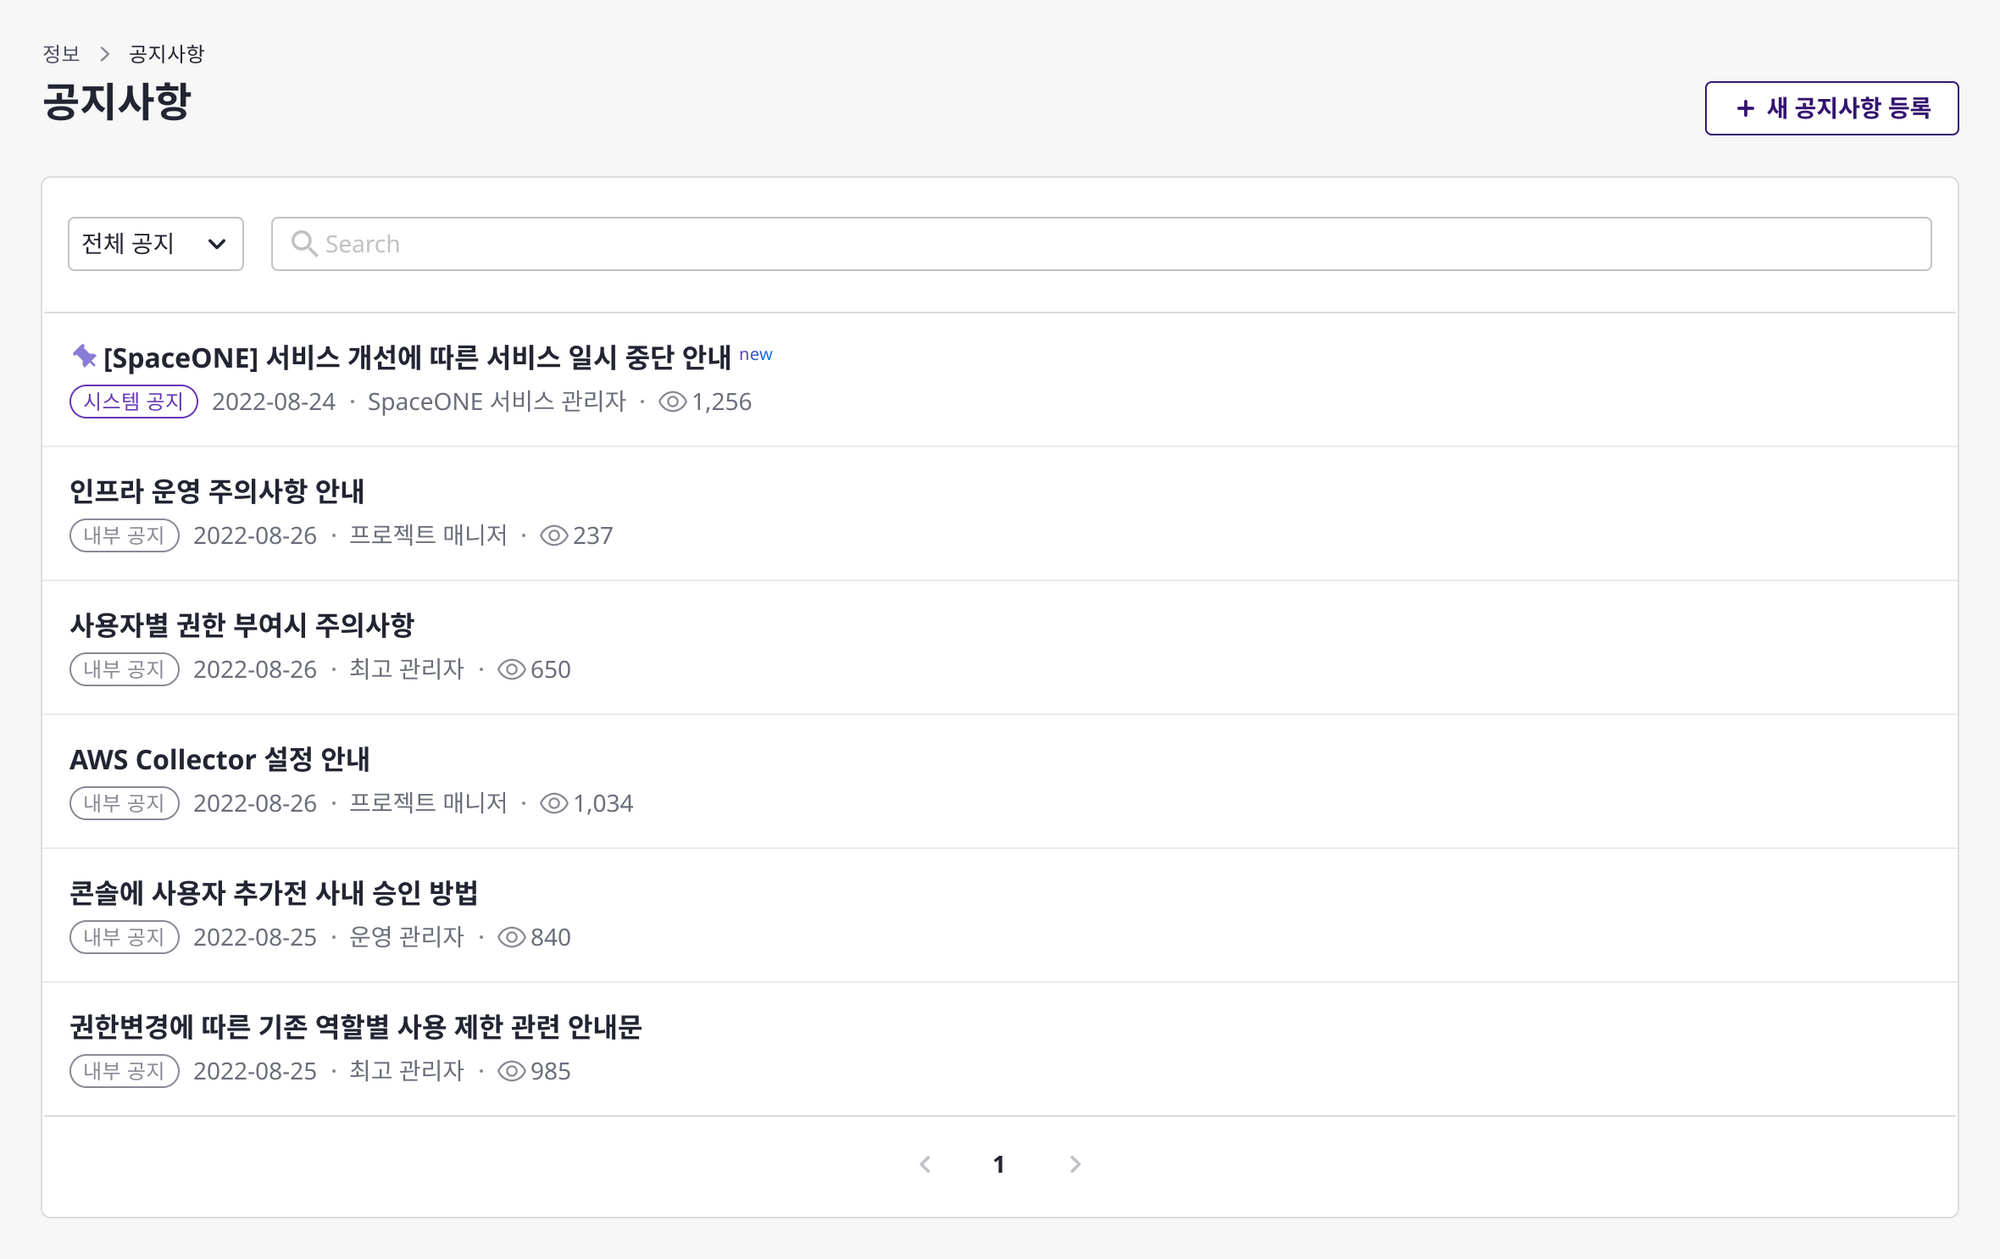 정보 > 공지사항
공지사항
+ 새 공지사항 등록
전체 공지
Search
[SpaceONE] 서비스 개선에 따른 서비스 일시 중단 안내 new
시스템 공지 2022-08-24 · SpaceONE 서비스 관리자 · 1,256
인프라 운영 주의사항 안내
내부 공지 2022-08-26 · 프로젝트 매니저 · 237
사용자별 권한 부여시 주의사항
내부 공지 2022-08-26 · 최고 관리자 · 650
AWS Collector 설정 안내
내부 공지 2022-08-26 · 프로젝트 매니저 · 1,034
콘솔에 사용자 추가전 사내 승인 방법
내부 공지 2022-08-25 · 운영 관리자 · 840
권한변경에 따른 기존 역할별 사용 제한 관련 안내문
내부 공지 2022-08-25 · 최고 관리자 · 985
1